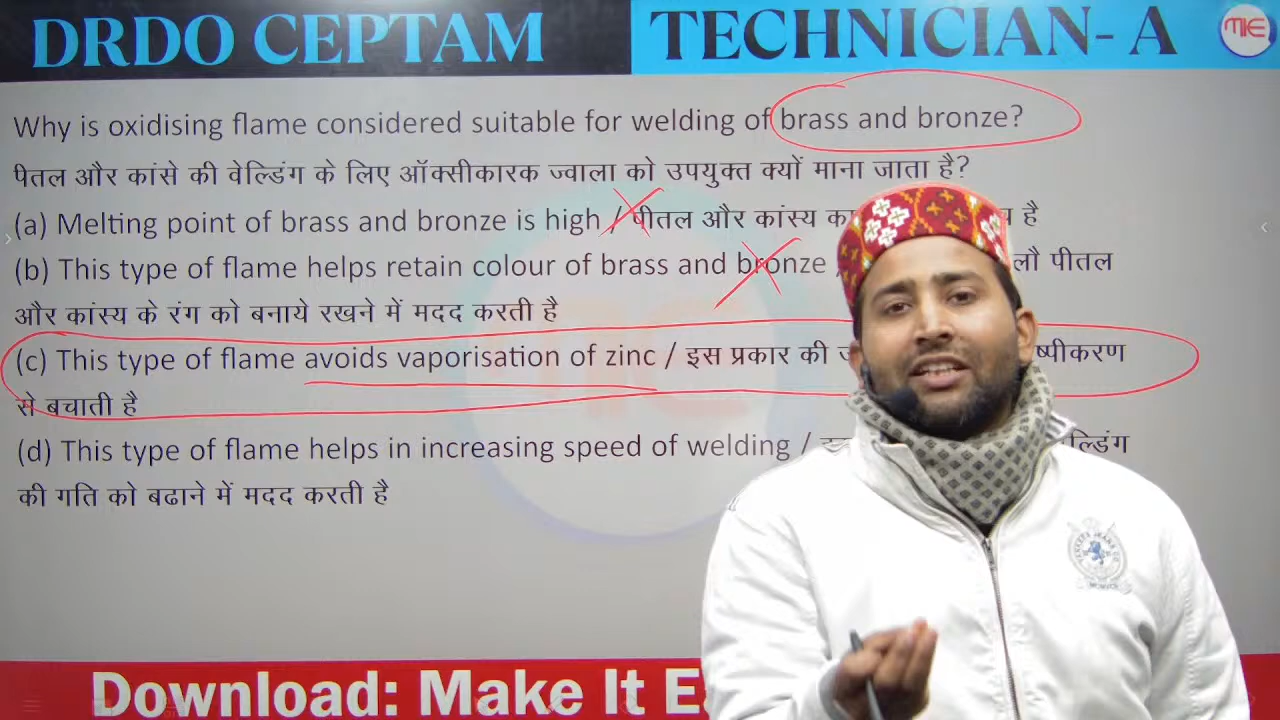 DRDO CEPTAM TECHNICIAN- A
MIE
Why is oxidising flame considered suitable for welding of brass and bronze?
पेतल और कांसे की वेल्डिंग के लिए ऑक्सीकारक ज्वाला को उपयुक्त क्यों माना जाता है?
(a) Melting point of brass and bronze is high / पीतल और कांस्य का है
(b) This type of flame helps retain colour of brass and bronze / लौ पीतल
और कांस्य के रंग को बनाये रखने में मदद करती है
(c) This type of flame avoids vaporisation of zinc / इस प्रकार की
से बचाती है
(d) This type of flame helps in increasing speed of welding /
की गति को बढाने में मदद करती है
Download: Make It